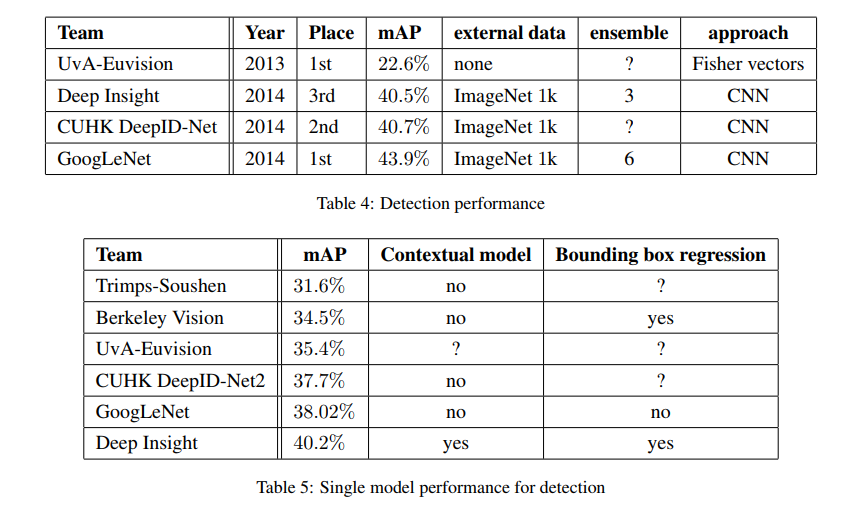 Team Year Place mAP external data ensemble approach
UvA-Euvision 2013 1st 22.6% none ? Fisher vectors
Deep Insight 2014 3rd 40.5% ImageNet 1k 3 CNN
CUHK DeepID-Net 2014 2nd 40.7% ImageNet 1k ? CNN
GoogLeNet 2014 1st 43.9% ImageNet 1k 6 CNN
Table 4: Detection performance
Team mAP Contextual model Bounding box regression
Trimps-Soushen 31.6% no ?
Berkeley Vision 34.5% no yes
UvA-Euvision 35.4% ? ?
CUHK DeepID-Net2 37.7% no ?
GoogLeNet 38.02% no no
Deep Insight 40.2% yes yes
Table 5: Single model performance for detection